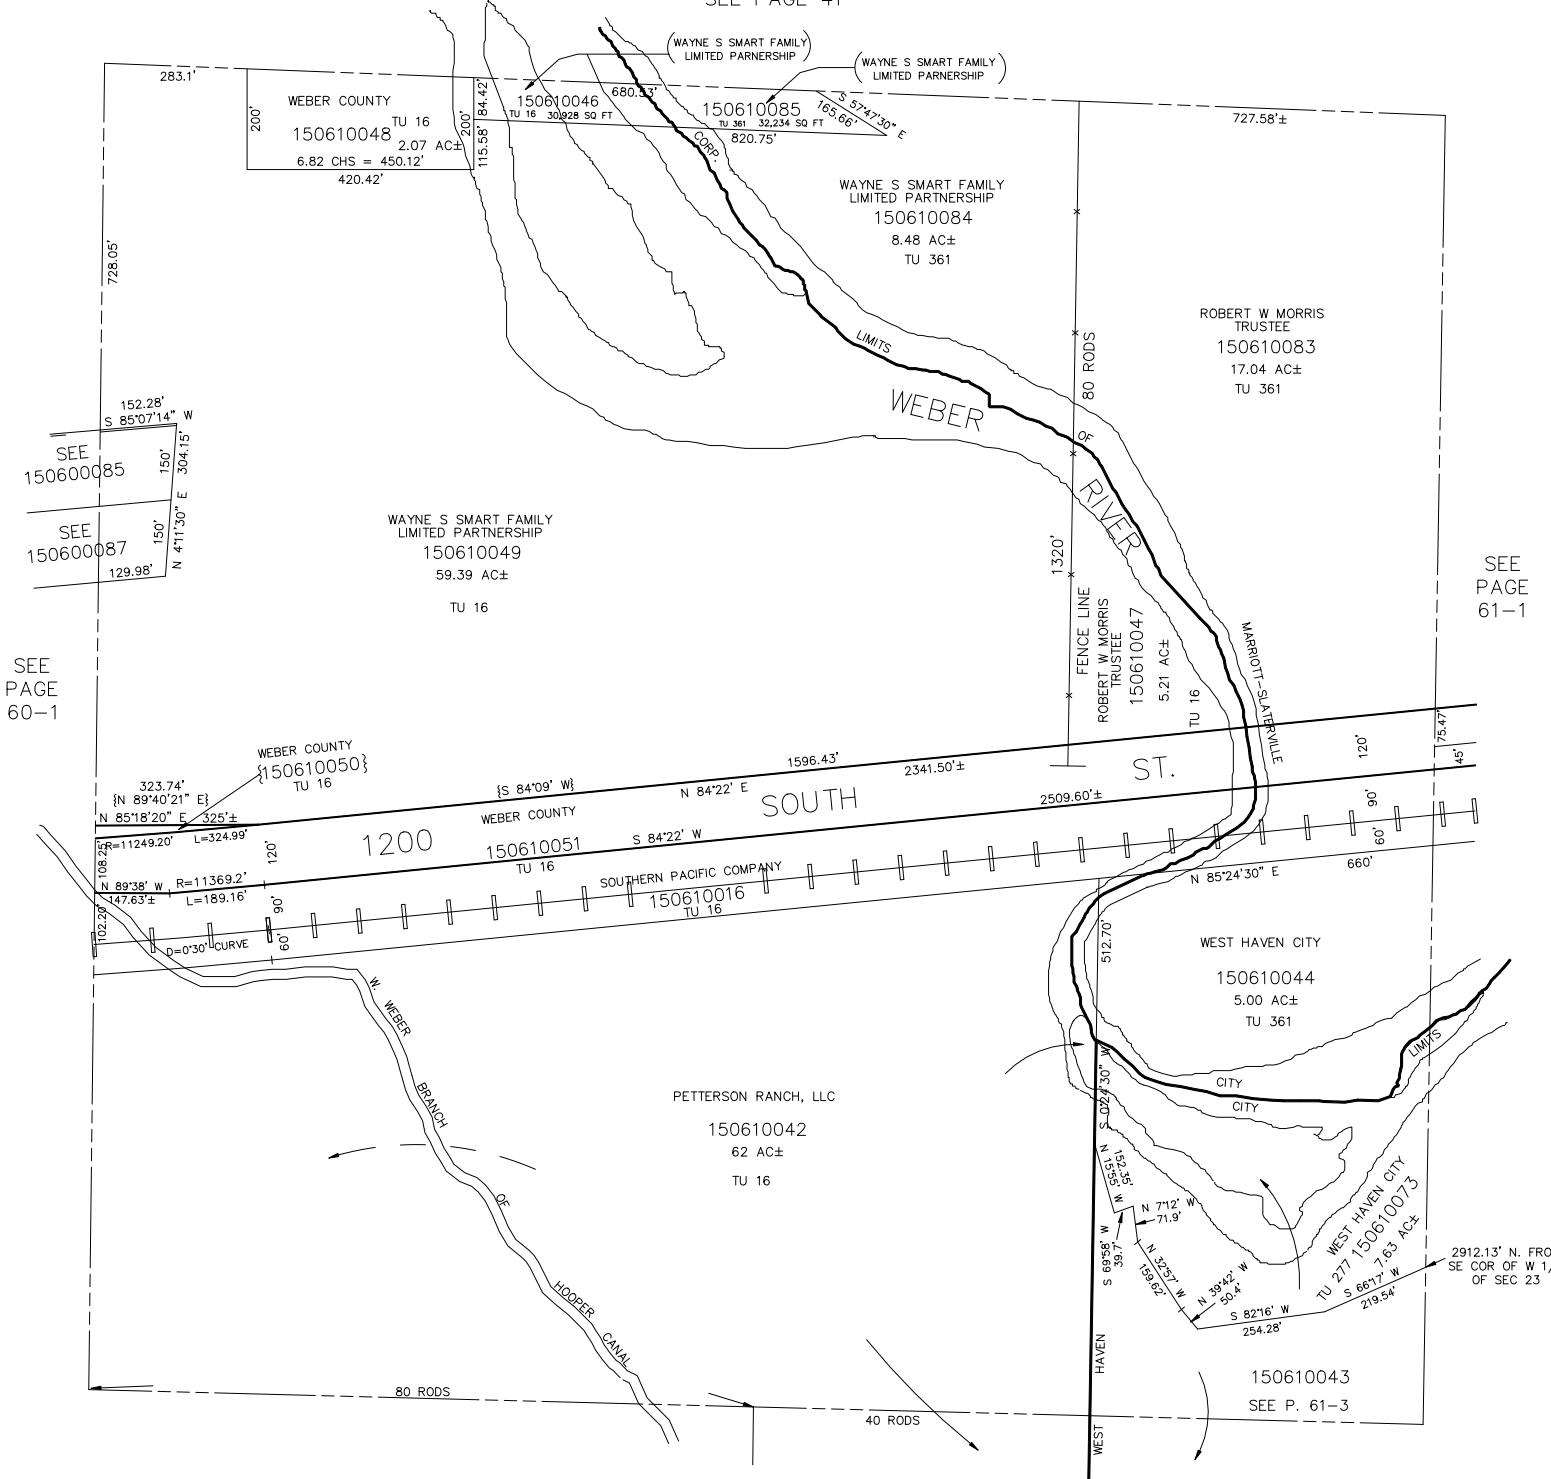 SEE PAGE 41
(WAYNE S SMART FAMILY
LIMITED PARNERSHIP)
(WAYNE S SMART FAMILY
LIMITED PARNERSHIP)
283.1'
200'
WEBER COUNTY
TU 16
150610048
2.07 AC±
6.82 CHS = 450.12'
420.42'
200'
84.42'
115.58'
150610046
TU 16 30,928 SQ FT
680.53'
150610085
TU 361 32,234 SQ FT
820.75'
165.66'
S 57°47'30" E
727.58'±
CORP.
WAYNE S SMART FAMILY
LIMITED PARTNERSHIP
150610084
8.48 AC±
TU 361
728.05'
ROBERT W MORRIS
TRUSTEE
150610083
17.04 AC±
TU 361
LIMITS
80 RODS
WEBER
OF
RIVER
152.28'
S 85°07'14" W
SEE
150600085
150'
304.15'
SEE
150600087
150'
N 4°11'30" E
129.98'
WAYNE S SMART FAMILY
LIMITED PARTNERSHIP
150610049
59.39 AC±
TU 16
1320'
FENCE LINE
ROBERT W MORRIS
TRUSTEE
150610047
5.21 AC±
TU 16
MARRIOTT-SLATERVILLE
SEE
PAGE
61-1
SEE
PAGE
60-1
WEBER COUNTY
{150610050}
TU 16
323.74'
{N 89°40'21" E}
N 85°18'20" E 325'±
R=11249.20' L=324.99'
108.25'
N 89°38' W
147.63'±
R=11369.2'
L=189.16'
102.20'
120'
90'
60'
D=0°30' CURVE
1200
{S 84°09' W}
WEBER COUNTY
150610051
TU 16
N 84°22' E
1596.43'
2341.50'±
S 84°22' W
SOUTH
ST.
2509.60'±
SOUTHERN PACIFIC COMPANY
150610016
TU 16
120'
90'
60'
75.47'
45'
N 85°24'30" E
660'
512.70'
WEST HAVEN CITY
150610044
5.00 AC±
TU 361
W. WEBER
BRANCH
OF
HOOPER
CANAL
PETTERSON RANCH, LLC
150610042
62 AC±
TU 16
S 0°24'30" W
CITY
CITY
LIMITS
152.35'
N 15°55' W
N 7°12' W
71.9'
S 69°58' W
39.7'
N 32°57' W
159.62'
N 39°42' W
50.4'
S 82°16' W
254.28'
S 66°17' W
219.54'
WEST HAVEN CITY
TU 277 150610073
7.63 AC±
2912.13' N. FRO
SE COR OF W 1/
OF SEC 23
HAVEN
WEST
150610043
SEE P. 61-3
80 RODS
40 RODS